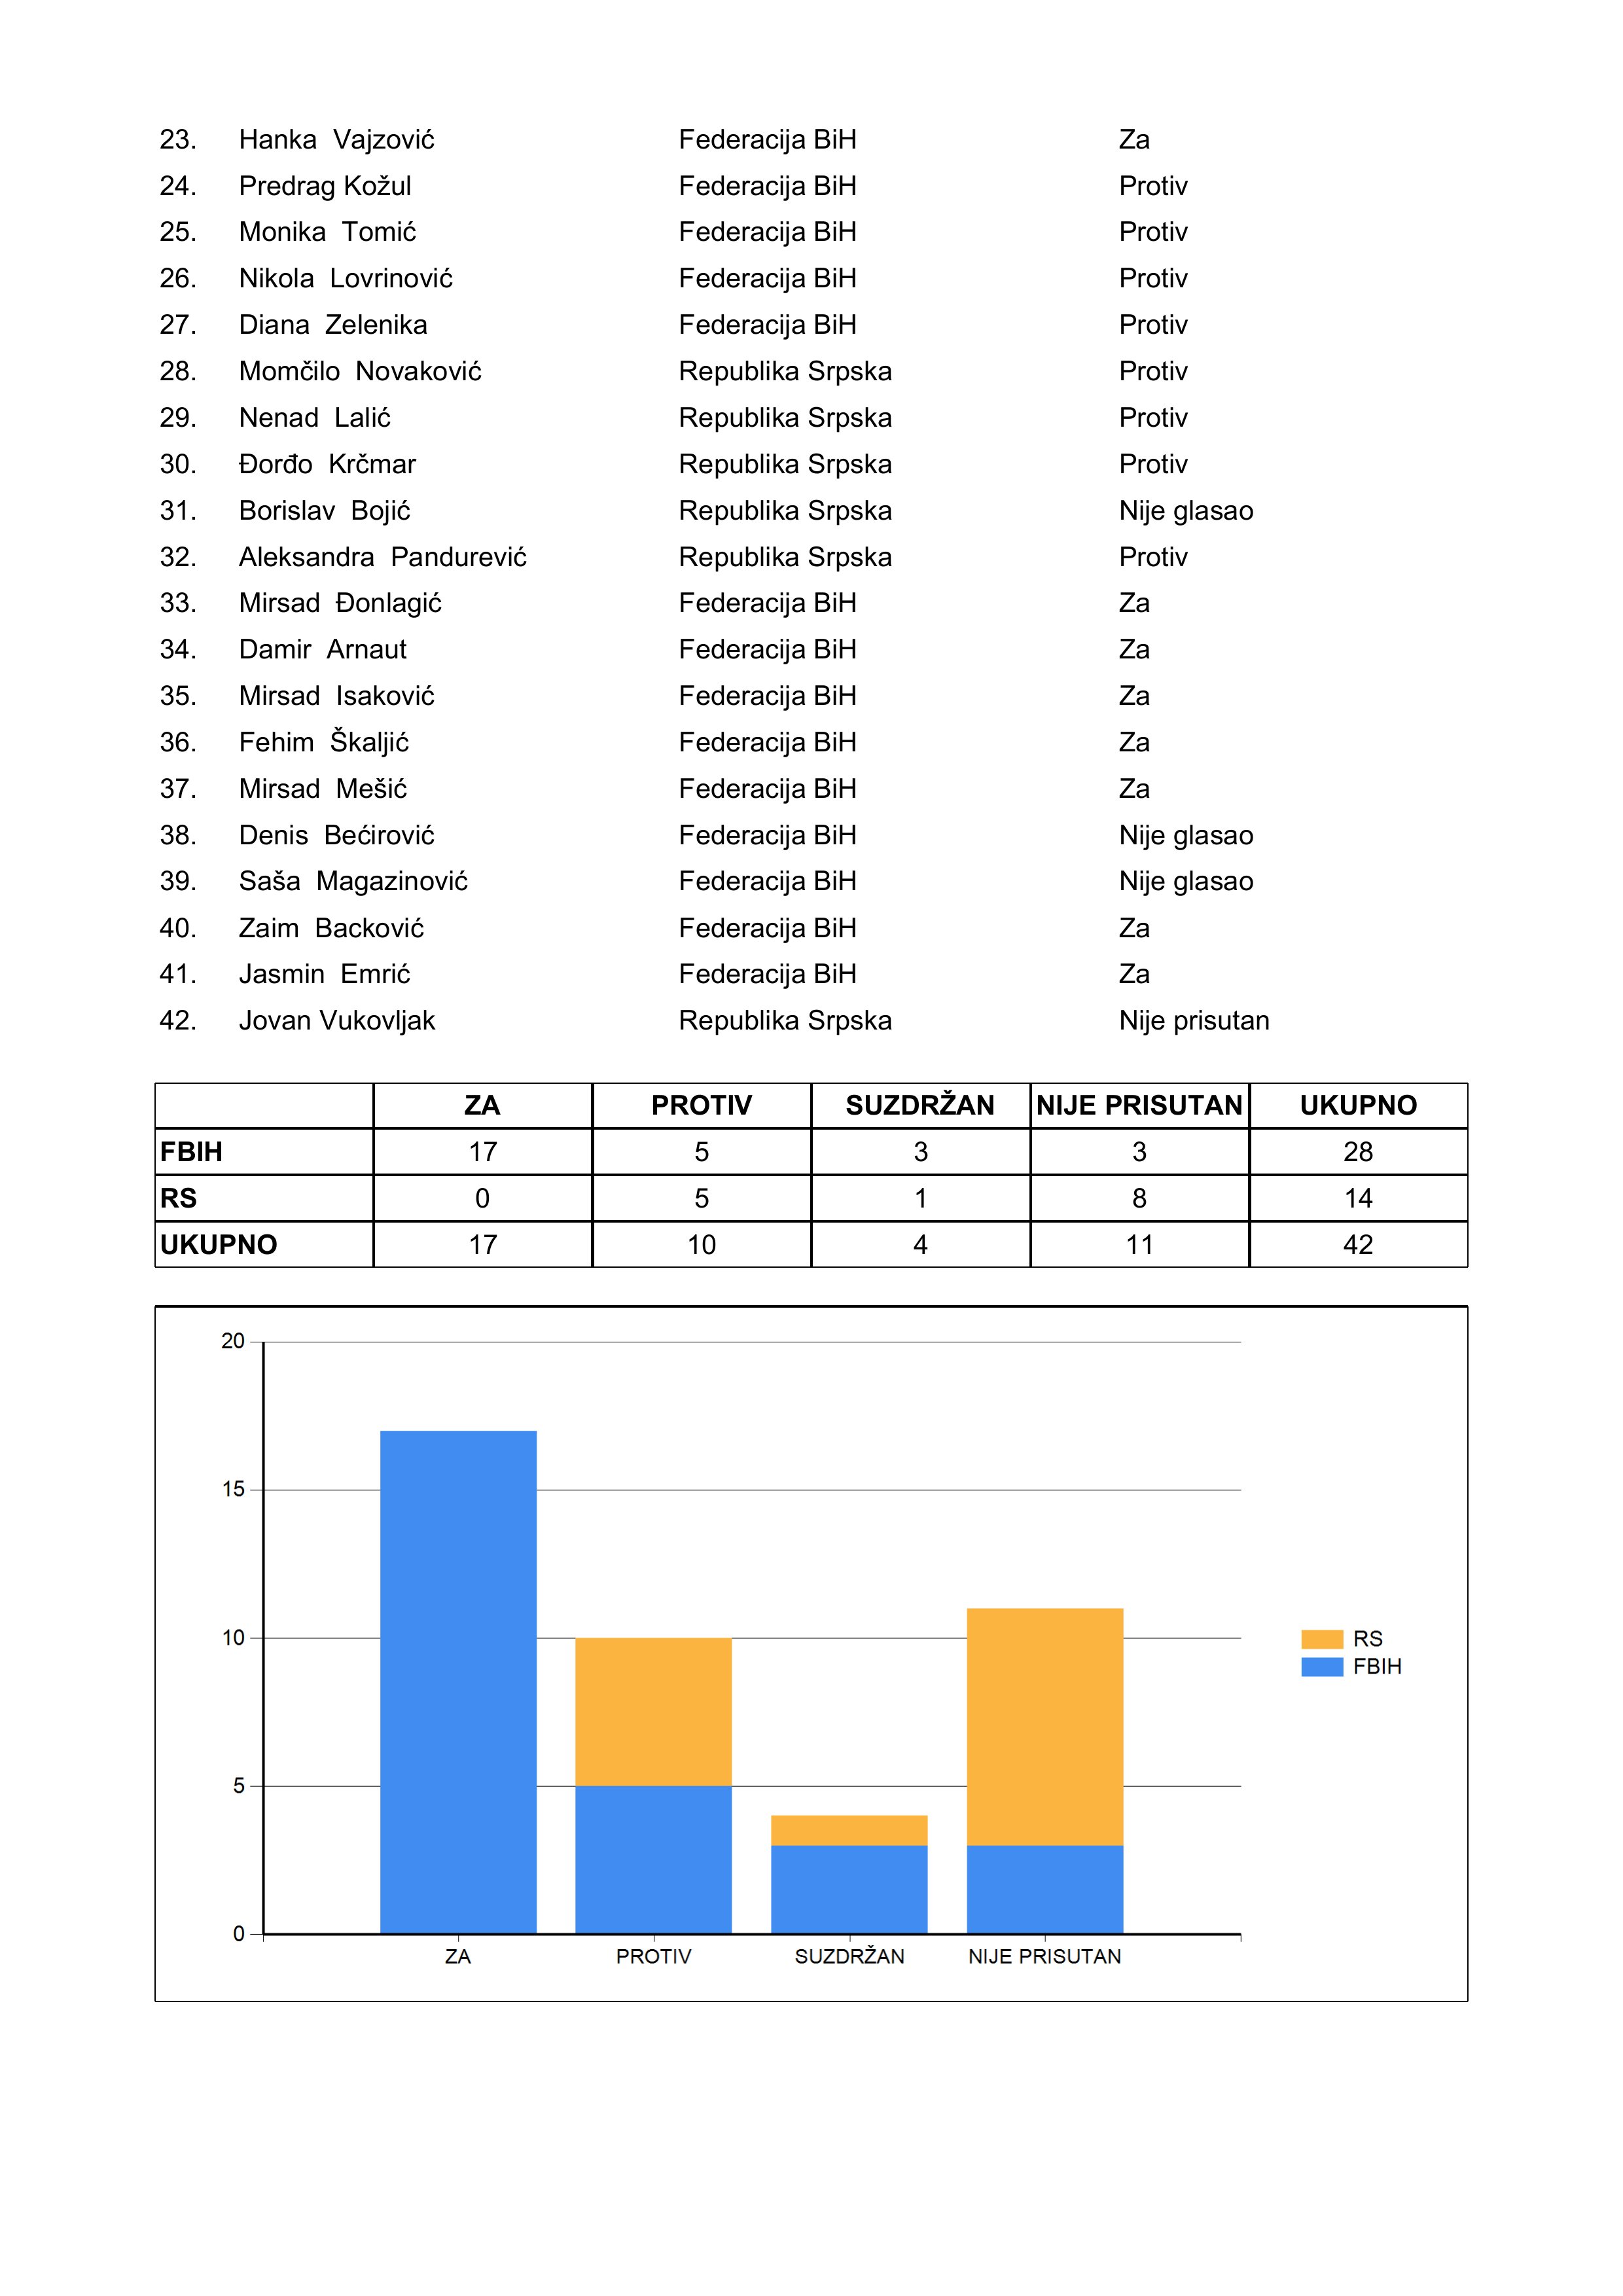 23. Hanka  Vajzović Federacija BiH Za
24. Predrag Kožul Federacija BiH Protiv
25. Monika  Tomić Federacija BiH Protiv
26. Nikola  Lovrinović Federacija BiH Protiv
27. Diana  Zelenika Federacija BiH Protiv
28. Momčilo  Novaković Republika Srpska Protiv
29. Nenad  Lalić Republika Srpska Protiv
30. Đorđo  Krčmar Republika Srpska Protiv
31. Borislav  Bojić Republika Srpska Nije glasao
32. Aleksandra  Pandurević Republika Srpska Protiv
33. Mirsad  Đonlagić Federacija BiH Za
34. Damir  Arnaut Federacija BiH Za
35. Mirsad  Isaković Federacija BiH Za
36. Fehim  Škaljić Federacija BiH Za
37. Mirsad  Mešić Federacija BiH Za
38. Denis  Bećirović Federacija BiH Nije glasao
39. Saša  Magazinović Federacija BiH Nije glasao
40. Zaim  Backović Federacija BiH Za
41. Jasmin  Emrić Federacija BiH Za
42. Jovan Vukovljak Republika Srpska Nije prisutan
ZA PROTIV SUZDRŽAN NIJE PRISUTAN UKUPNO
FBIH 17 5 3 3 28
RS 0 5 1 8 14
UKUPNO 17 10 4 11 42
20
15
10
5
0
ZA PROTIV SUZDRŽAN NIJE PRISUTAN
RS
FBIH